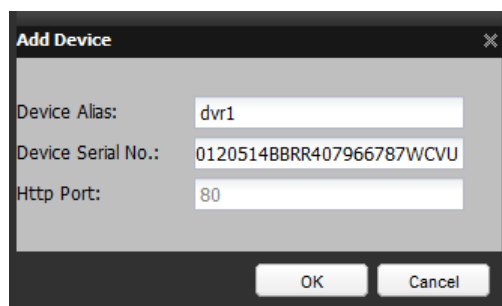 Add Device
Device Alias: dvr1
Device Serial No.: 0120514BBRR407966787WCVU
Http Port: 80
OK Cancel